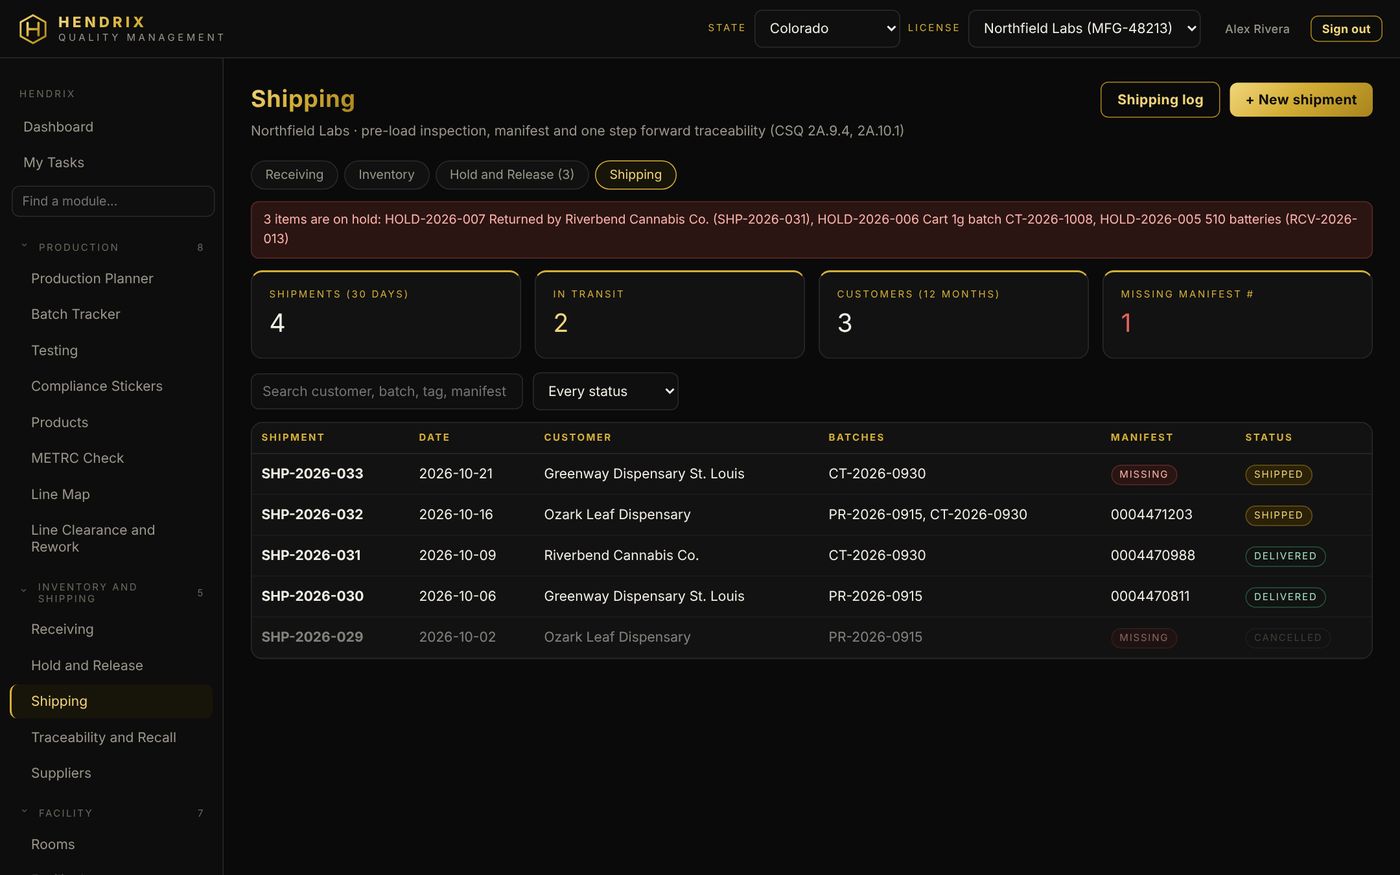 HENDRIX
QUALITY MANAGEMENT
STATE
Colorado
LICENSE
Northfield Labs (MFG-48213)
Alex Rivera
Sign out
HENDRIX
Dashboard
My Tasks
Find a module...
PRODUCTION 8
Production Planner
Batch Tracker
Testing
Compliance Stickers
Products
METRC Check
Line Map
Line Clearance and
Rework
INVENTORY AND
SHIPPING 5
Receiving
Hold and Release
Shipping
Traceability and Recall
Suppliers
FACILITY 7
Rooms
Shipping
Northfield Labs · pre-load inspection, manifest and one step forward traceability (CSQ 2A.9.4, 2A.10.1)
Shipping log
+ New shipment
Receiving
Inventory
Hold and Release (3)
Shipping
3 items are on hold: HOLD-2026-007 Returned by Riverbend Cannabis Co. (SHP-2026-031), HOLD-2026-006 Cart 1g batch CT-2026-1008, HOLD-2026-005 510 batteries (RCV-2026-
013)
SHIPMENTS (30 DAYS)
4
IN TRANSIT
2
CUSTOMERS (12 MONTHS)
3
MISSING MANIFEST #
1
Search customer, batch, tag, manifest
Every status
SHIPMENT DATE CUSTOMER BATCHES MANIFEST STATUS
SHP-2026-033 2026-10-21 Greenway Dispensary St. Louis CT-2026-0930 MISSING SHIPPED
SHP-2026-032 2026-10-16 Ozark Leaf Dispensary PR-2026-0915, CT-2026-0930 0004471203 SHIPPED
SHP-2026-031 2026-10-09 Riverbend Cannabis Co. CT-2026-0930 0004470988 DELIVERED
SHP-2026-030 2026-10-06 Greenway Dispensary St. Louis PR-2026-0915 0004470811 DELIVERED
SHP-2026-029 2026-10-02 Ozark Leaf Dispensary PR-2026-0915 MISSING CANCELLED